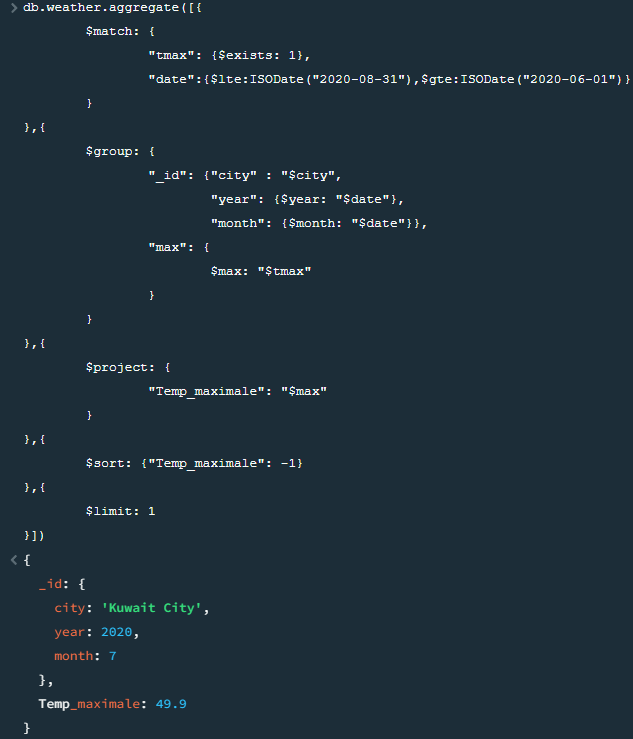 db.weather.aggregate([{
$match: {
"tmax": {$exists: 1},
"date":{$lte:ISODate("2020-08-31"),$gte:ISODate("2020-06-01")}
}
},{
$group: {
"_id": {"city" : "$city",
"year": {$year: "$date"},
"month": {$month: "$date"}},
"max": {
$max: "$tmax"
}
}
},{
$project: {
"Temp_maximale": "$max"
}
},{
$sort: {"Temp_maximale": -1}
},{
$limit: 1
}])
{
_id: {
city: 'Kuwait City',
year: 2020,
month: 7
},
Temp_maximale: 49.9
}